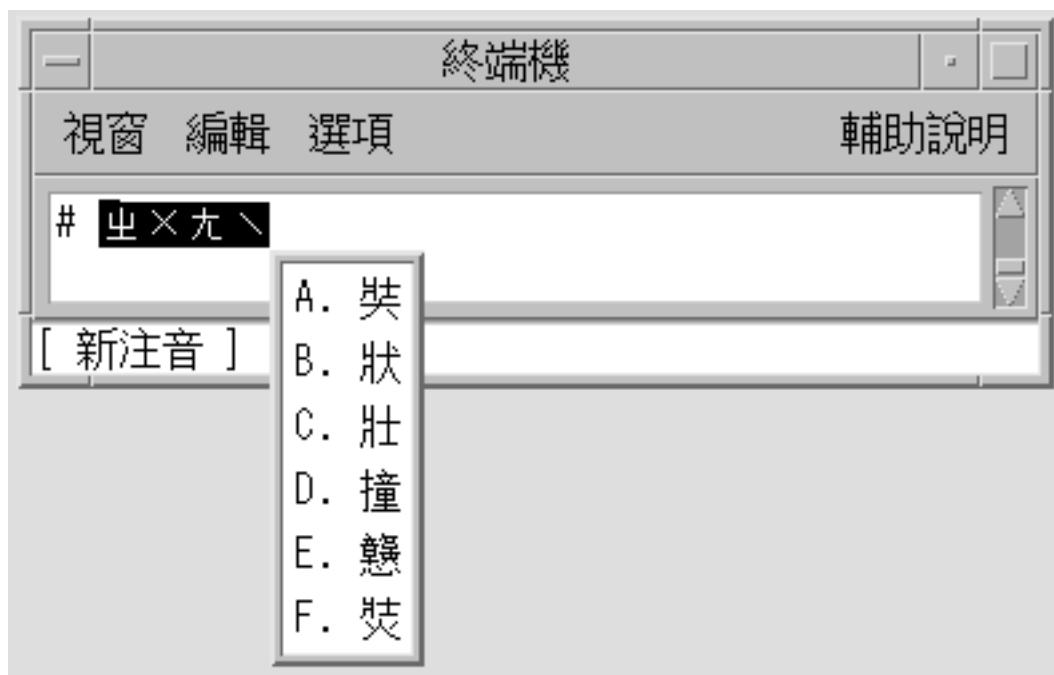 終端機
視窗 編輯 選項 輔助說明
# ㄓㄨㄤˋ
[ 新注音 ]
A. 奘
B. 狀
C. 壯
D. 撞
E. 戇
F. 焋